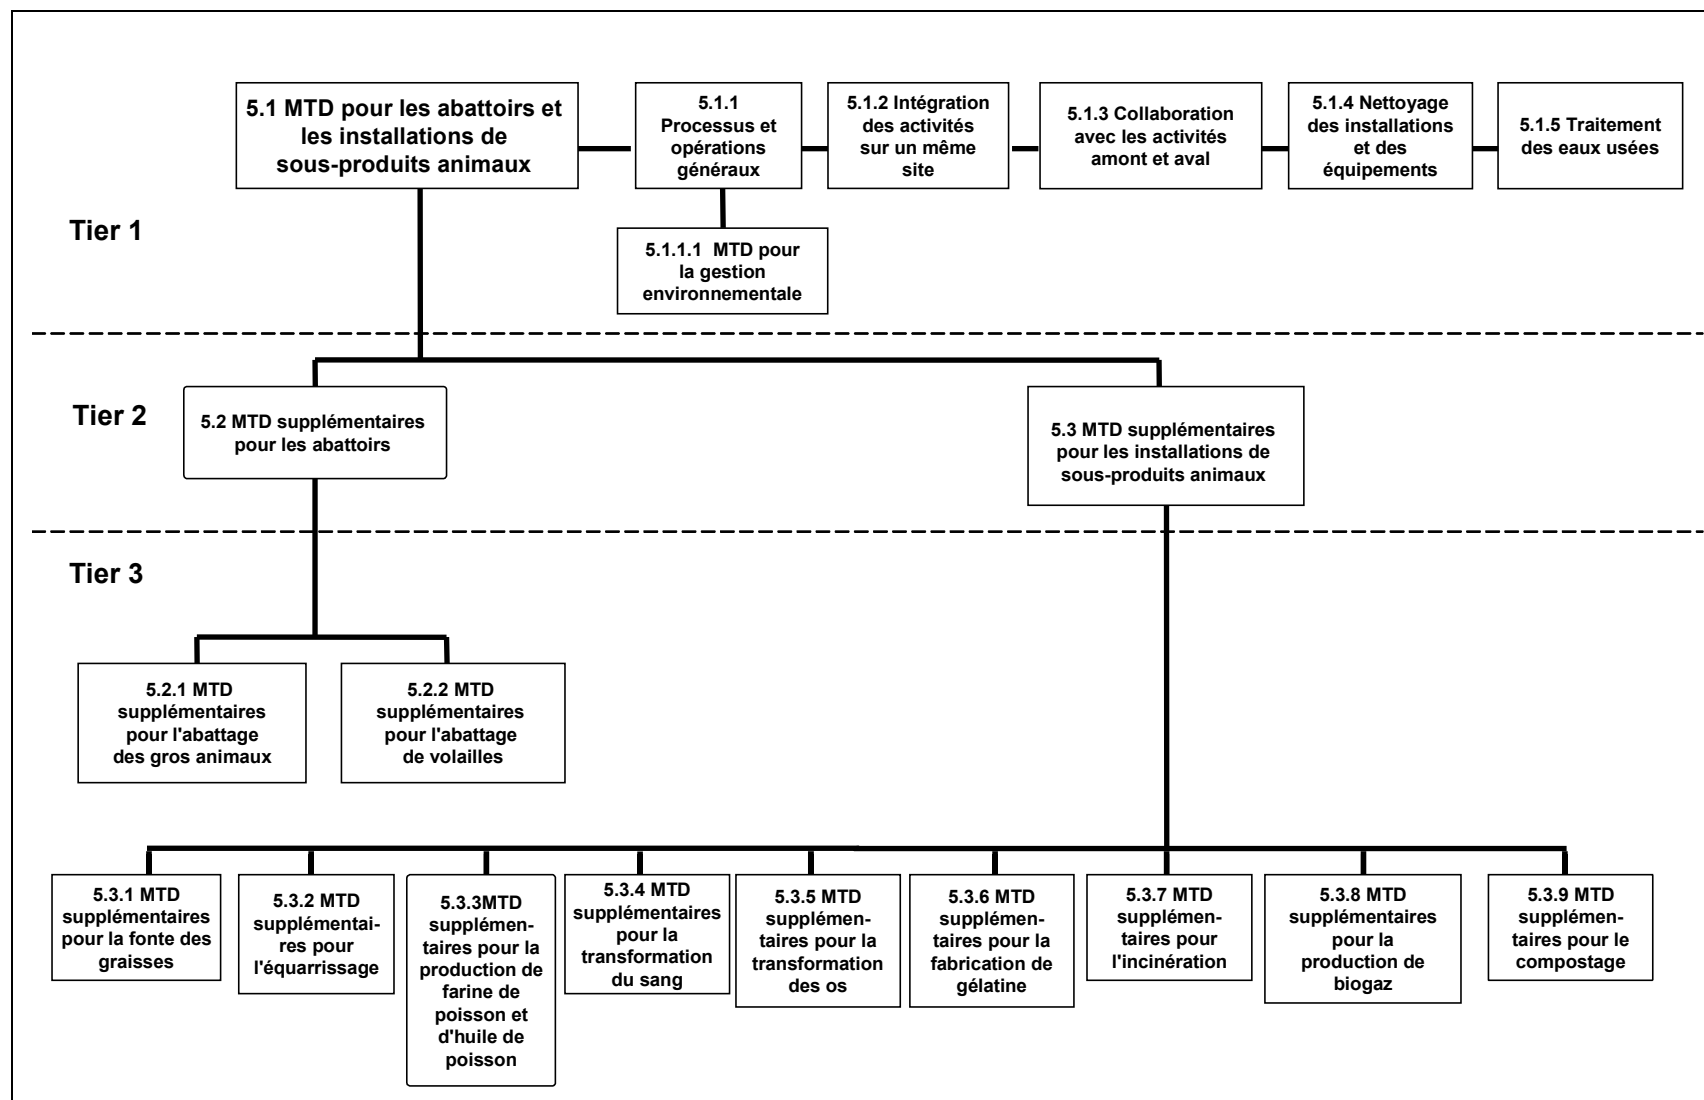 5.1 MTD pour les abattoirs et
les installations de
sous-produits animaux
5.1.1
Processus et
opérations
généraux
5.1.2 Intégration
des activités
sur un même
site
5.1.3 Collaboration
avec les activités
amont et aval
5.1.4 Nettoyage
des installations
et des
équipements
5.1.5 Traitement
des eaux usées
Tier 1
5.1.1.1 MTD pour
la gestion
environnementale
Tier 2
5.2 MTD supplémentaires
pour les abattoirs
5.3 MTD supplémentaires
pour les installations de
sous-produits animaux
Tier 3
5.2.1 MTD
supplémentaires
pour l'abattage
des gros animaux
5.2.2 MTD
supplémentaires
pour l'abattage
de volailles
5.3.1 MTD
supplémentaires
pour la fonte des
graisses
5.3.2 MTD
supplémentai-
res pour
l'équarrissage
5.3.3MTD
supplémen-
taires pour la
production de
farine de
poisson et
d'huile de
poisson
5.3.4 MTD
supplémentaires
pour la
transformation
du sang
5.3.5 MTD
supplémen-
taires pour la
transformation
des os
5.3.6 MTD
supplémen-
taires pour la
fabrication de
gélatine
5.3.7 MTD
supplémen-
taires pour
l'incinération
5.3.8 MTD
supplémentaires
pour la
production de
biogaz
5.3.9 MTD
supplémen-
taires pour le
compostage